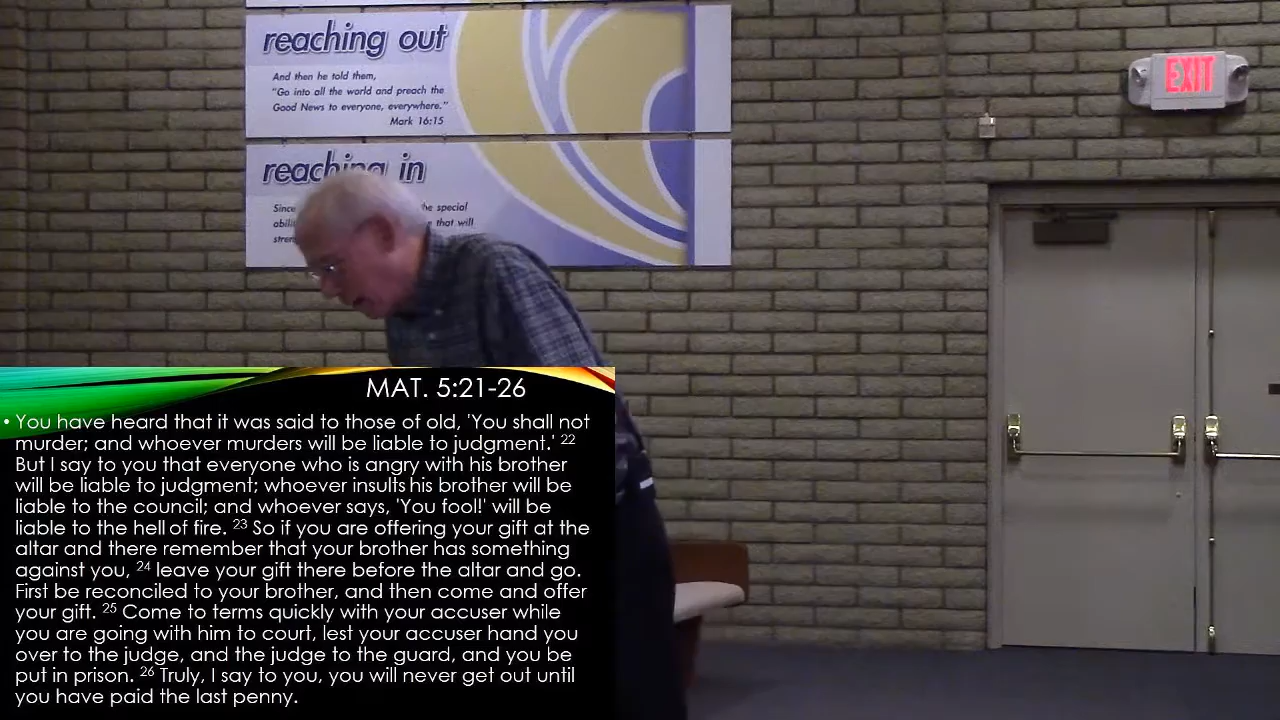 reaching out
And then he told them,
"Go into all the world and preach the
Good News to everyone, everywhere."
Mark 16:15
reaching in
Since he special
abili that will
stren
EXIT
MAT. 5:21-26
• You have heard that it was said to those of old, 'You shall not
murder; and whoever murders will be liable to judgment.' 22
But I say to you that everyone who is angry with his brother
will be liable to judgment; whoever insults his brother will be
liable to the council; and whoever says, 'You fool!' will be
liable to the hell of fire. 23 So if you are offering your gift at the
altar and there remember that your brother has something
against you, 24 leave your gift there before the altar and go.
First be reconciled to your brother, and then come and offer
your gift. 25 Come to terms quickly with your accuser while
you are going with him to court, lest your accuser hand you
over to the judge, and the judge to the guard, and you be
put in prison. 26 Truly, I say to you, you will never get out until
you have paid the last penny.